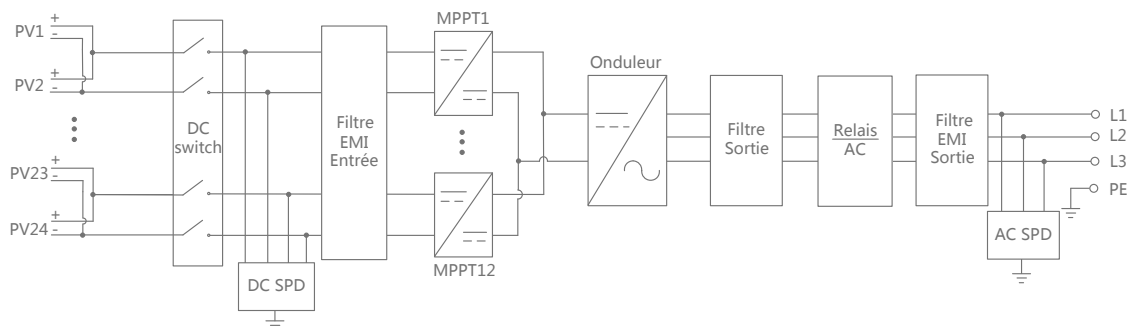 PV1
+
-
PV2
+
-
PV23
+
-
PV24
+
-
DC
switch
DC SPD
Filtre
EMI
Entrée
MPPT1
MPPT12
Onduleur
Filtre
Sortie
Relais
AC
Filtre
EMI
Sortie
L1
L2
L3
PE
AC SPD